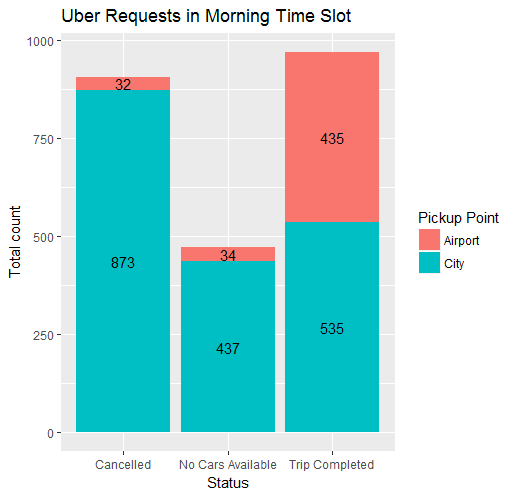 Uber Requests in Morning Time Slot
Total count
1000
750
500
250
0
32
873
34
437
435
535
Cancelled
No Cars Available
Trip Completed
Status
Pickup Point
Airport
City